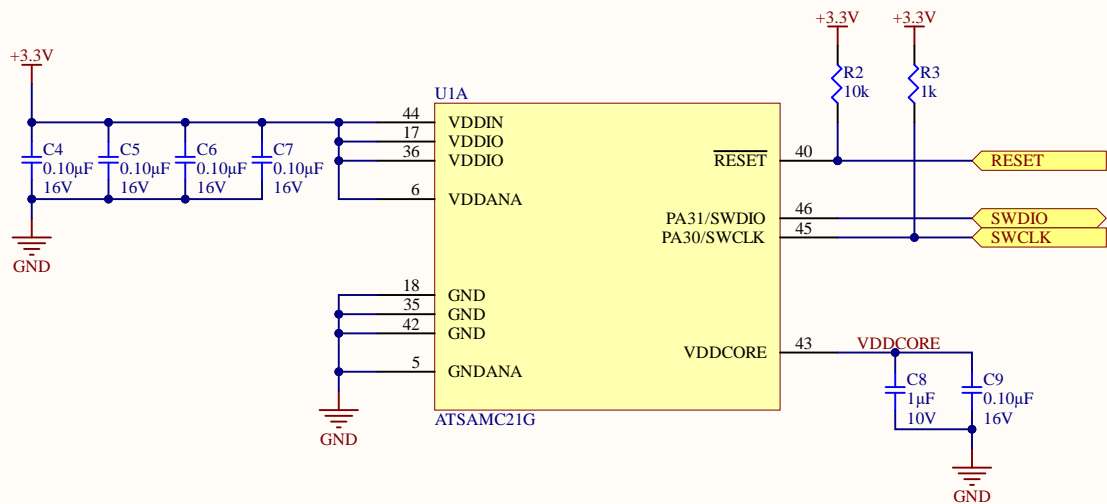 +3.3V
+3.3V
+3.3V
R2
10k
R3
1k
U1A
C4
0.10µF
16V
C5
0.10µF
16V
C6
0.10µF
16V
C7
0.10µF
16V
GND
44 VDDIN
17 VDDIO
36 VDDIO
6 VDDANA
18 GND
35 GND
42 GND
5 GNDANA
GND
RESET 40
RESET
PA31/SWDIO 46
SWDIO
PA30/SWCLK 45
SWCLK
VDDCORE 43
VDDCORE
C8
1µF
10V
C9
0.10µF
16V
GND
ATSAMC21G